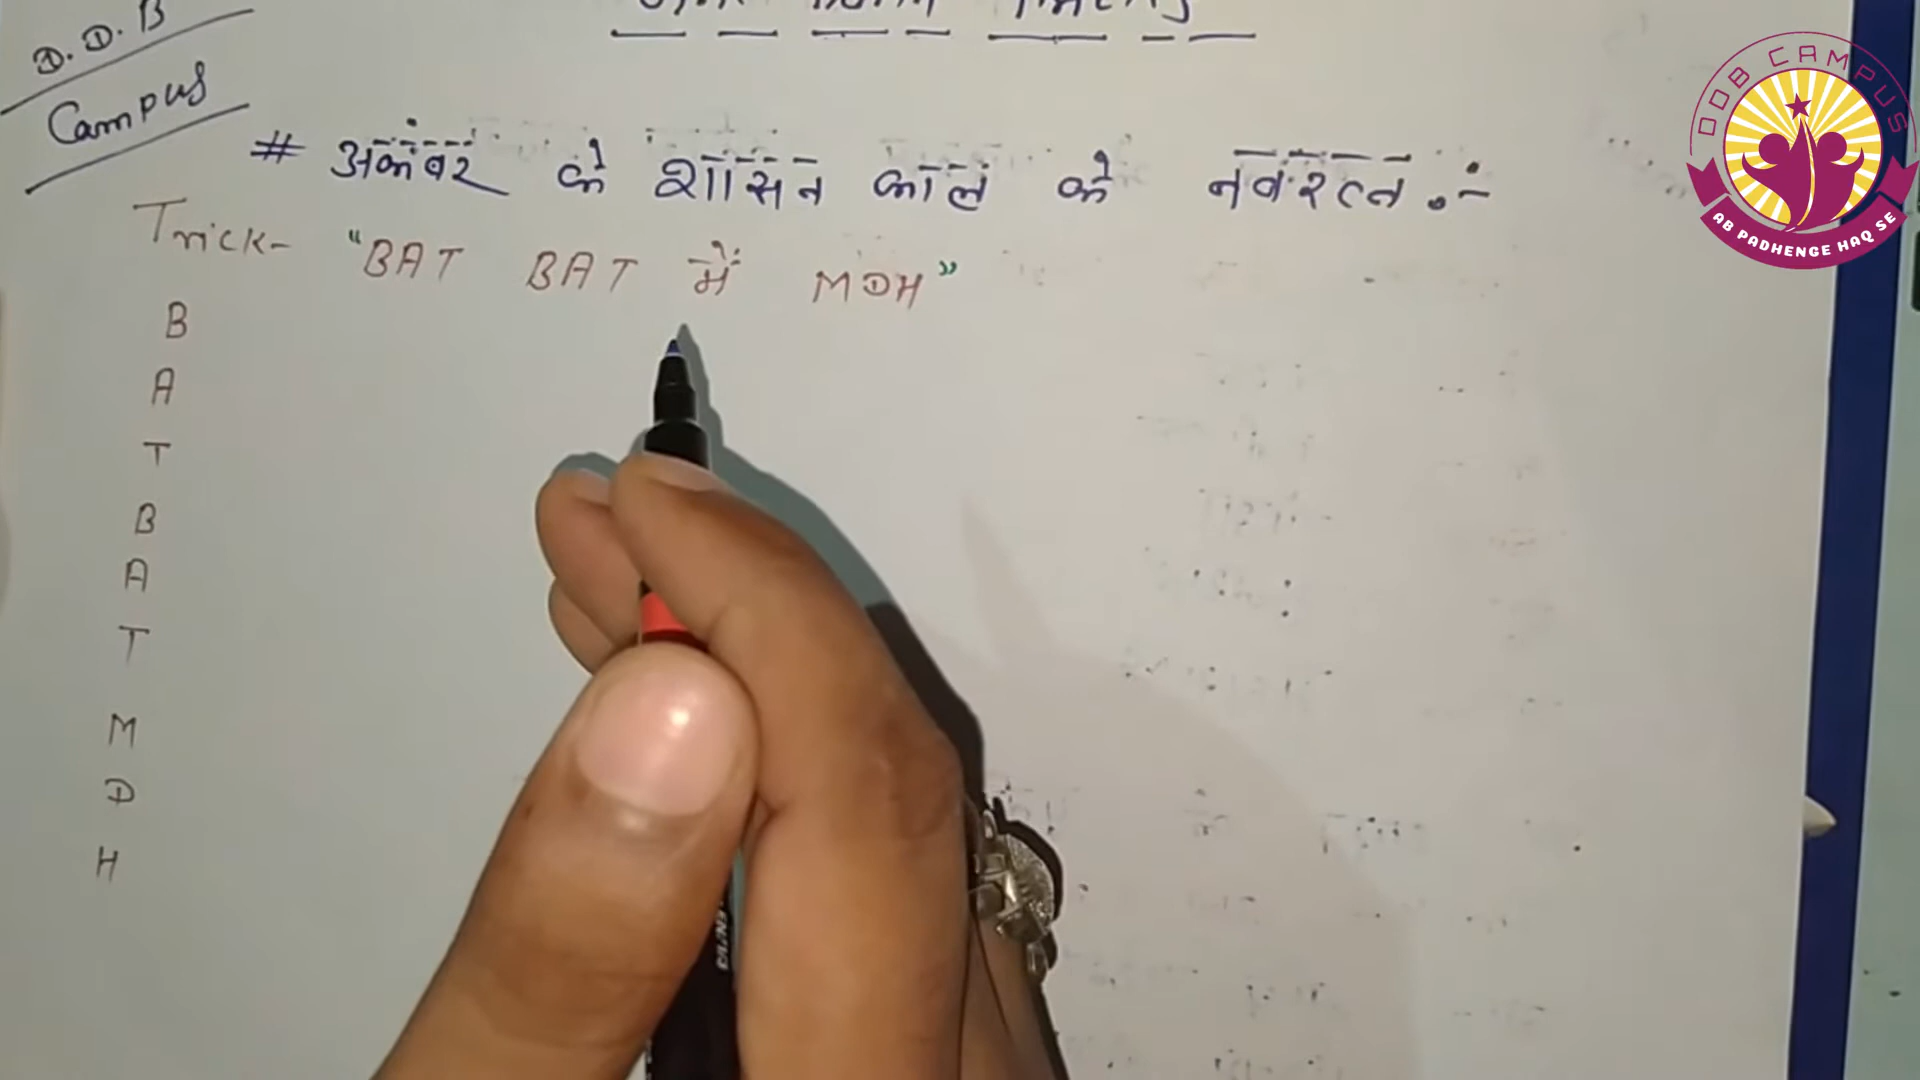 D.D.B
Campus
# अकबर के शासन काल के नवरत्न :-
Trick- "BAT BAT में MDH"
B
A
T
B
A
T
M
D
H
DDB CAMPUS
AB PADHENGE HAQ SE